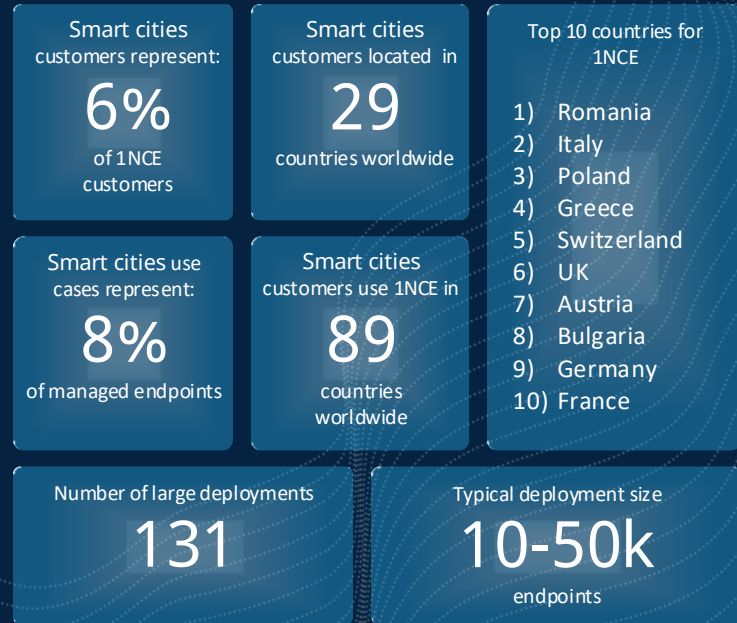 Smart cities
customers represent:
6%
of 1NCE
customers
Smart cities
customers located in
29
countries worldwide
Top 10 countries for
1NCE
1) Romania
2) Italy
3) Poland
4) Greece
5) Switzerland
6) UK
7) Austria
8) Bulgaria
9) Germany
10) France
Smart cities use
cases represent:
8%
of managed endpoints
Smart cities
customers use 1NCE in
89
countries
worldwide
Number of large deployments
131
Typical deployment size
10-50k
endpoints